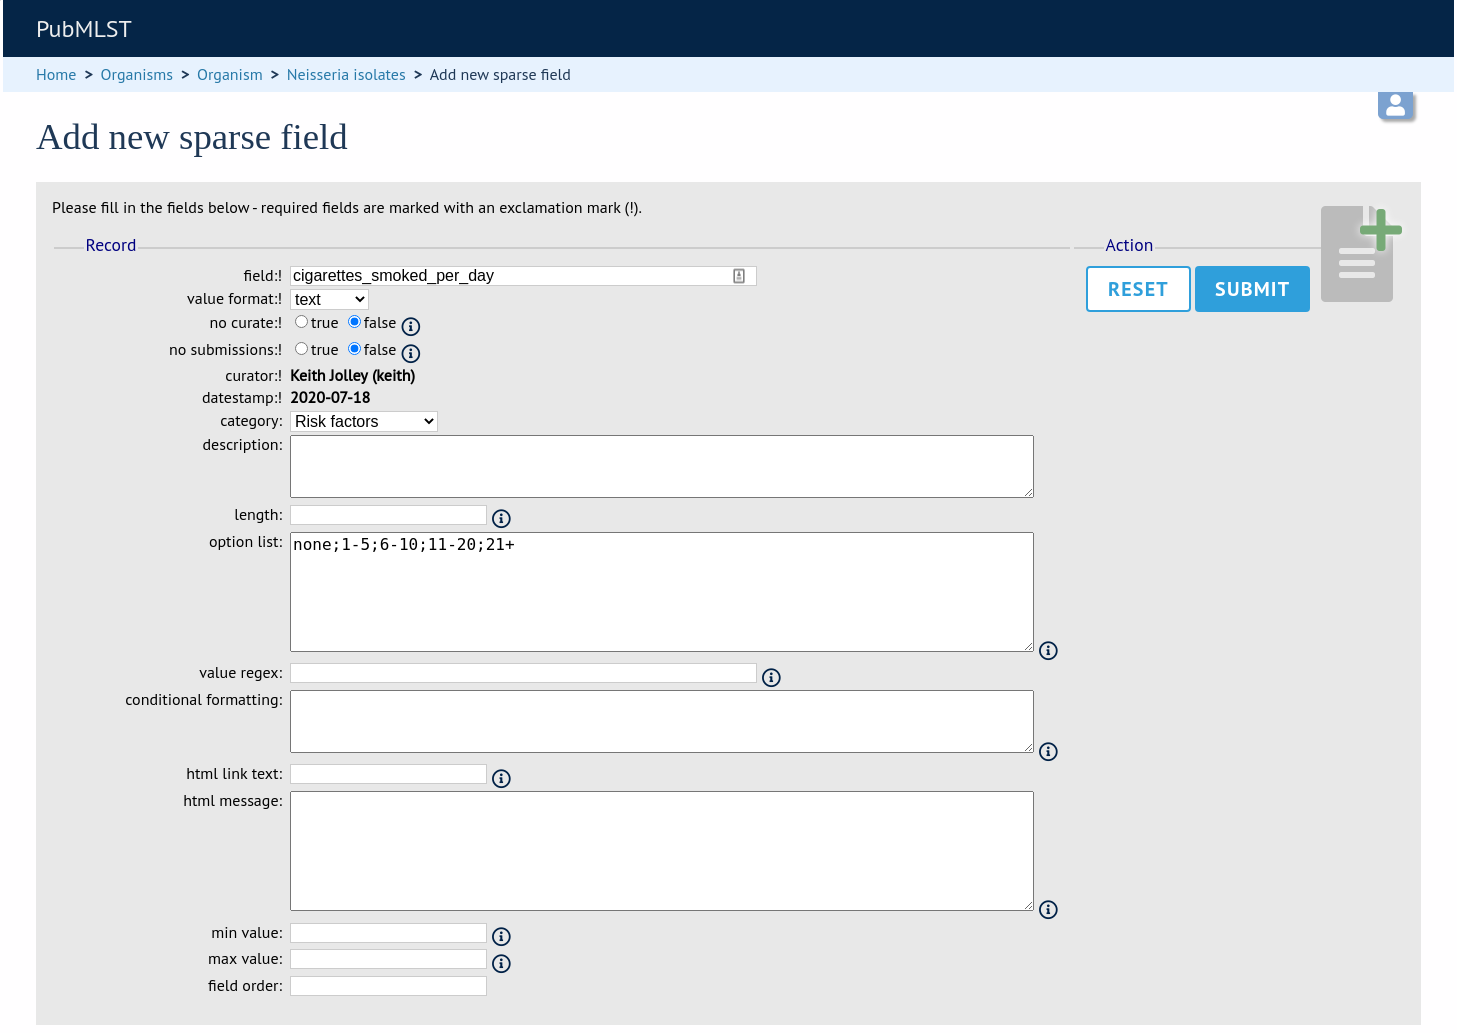 PubMLST
Home > Organisms > Organism > Neisseria isolates > Add new sparse field
Add new sparse field
Please fill in the fields below - required fields are marked with an exclamation mark (!).
Record
field:! cigarettes_smoked_per_day
value format:! text
no curate:! true false
no submissions:! true false
curator:! Keith Jolley (keith)
datestamp:! 2020-07-18
category: Risk factors
description:
length:
option list: none;1-5;6-10;11-20;21+
value regex:
conditional formatting:
html link text:
html message:
min value:
max value:
field order:
Action
RESET SUBMIT